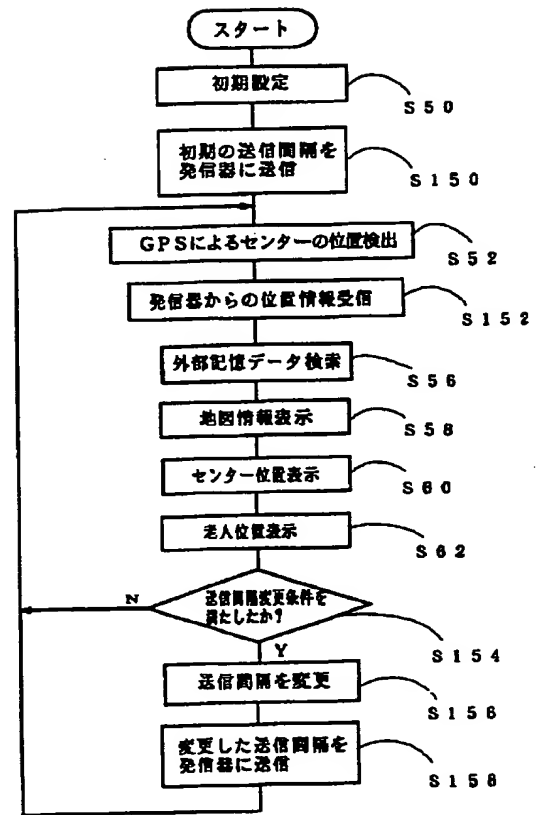 スタート
初期設定
S50
初期の送信間隔を
発信器に送信
S150
GPSによるセンターの位置検出
S52
発信器からの位置情報受信
S152
外部記憶データ検索
S56
地図情報表示
S58
センター位置表示
S60
老人位置表示
S62
送信間隔変更条件を
満たしたか?
N
Y
S154
送信間隔を変更
S156
変更した送信間隔を
発信器に送信
S158